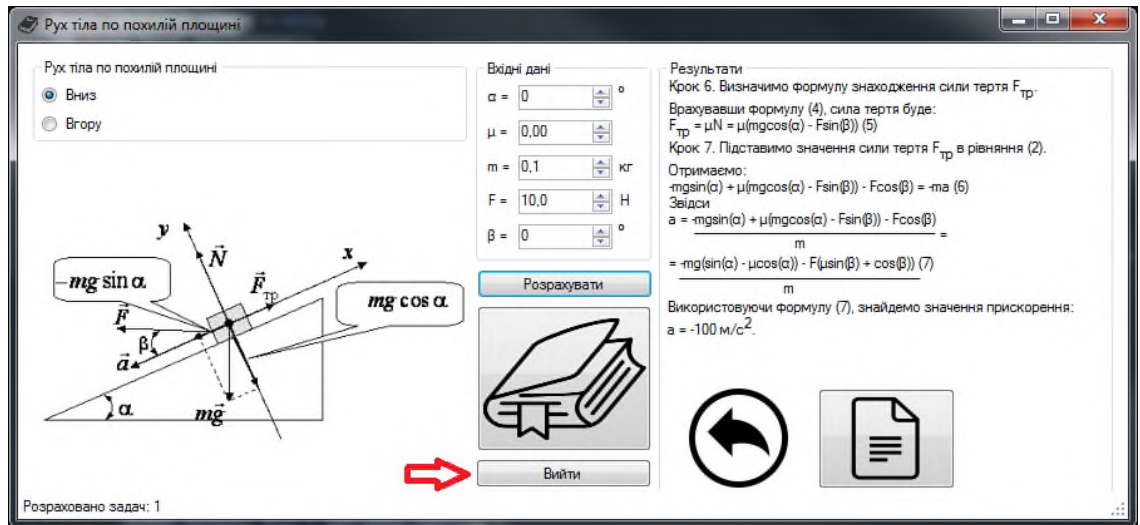 Рух тіла по похилій площині
Рух тіла по похилій площині
Вниз
Вгору
y
N⃗
x
−mg sin α
F⃗тр
mg cos α
F⃗
β
a⃗
α
mg⃗
Вхідні дані
α = 0 °
μ = 0,00
m = 0,1 кг
F = 10,0 Н
β = 0 °
Розрахувати
Вийти
Результати
Крок 6. Визначимо формулу знаходження сили тертя Fтр.
Врахувавши формулу (4), сила тертя буде:
Fтр = μN = μ(mgcos(α) - Fsin(β)) (5)
Крок 7. Підставимо значення сили тертя Fтр в рівняння (2).
Отримаємо:
-mgsin(α) + μ(mgcos(α) - Fsin(β)) - Fcos(β) = -ma (6)
Звідси
a = -mgsin(α) + μ(mgcos(α) - Fsin(β)) - Fcos(β)
m =
= -mg(sin(α) - μcos(α)) - F(μsin(β) + cos(β)) (7)
m
Використовуючи формулу (7), знайдемо значення прискорення:
a = -100 м/с².
Розраховано задач: 1